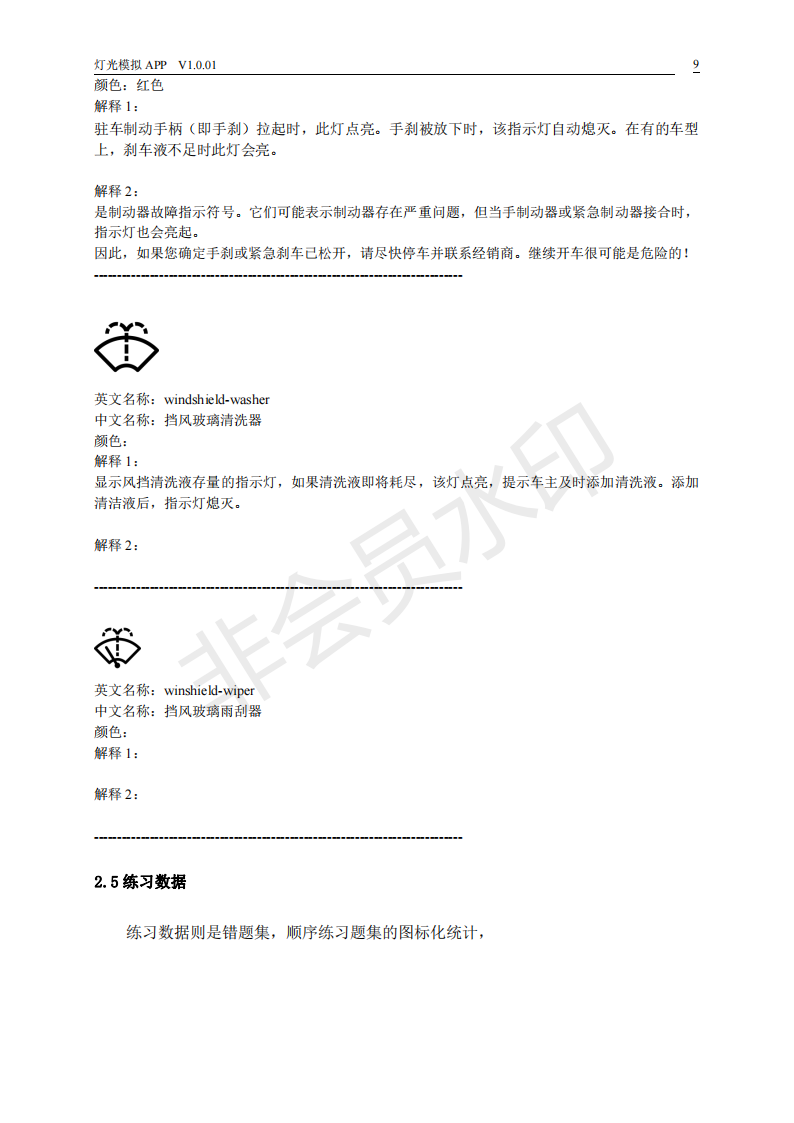 灯光模拟 APP V1.0.01 9
颜色：红色
解释 1：
驻车制动手柄（即手刹）拉起时，此灯点亮。手刹被放下时，该指示灯自动熄灭。在有的车型
上，刹车液不足时此灯会亮。
解释 2：
是制动器故障指示符号。它们可能表示制动器存在严重问题，但当手制动器或紧急制动器接合时，
指示灯也会亮起。
因此，如果您确定手刹或紧急刹车已松开，请尽快停车并联系经销商。继续开车很可能是危险的！
--------------------------------------------------------------------------------
英文名称：windshield-washer
中文名称：挡风玻璃清洗器
颜色：
解释 1：
显示风挡清洗液存量的指示灯，如果清洗液即将耗尽，该灯点亮，提示车主及时添加清洗液。添加
清洁液后，指示灯熄灭。
解释 2：
--------------------------------------------------------------------------------
英文名称：winshield-wiper
中文名称：挡风玻璃雨刮器
颜色：
解释 1：
解释 2：
--------------------------------------------------------------------------------
2.5 练习数据
练习数据则是错题集，顺序练习题集的图标化统计，
非会员水印